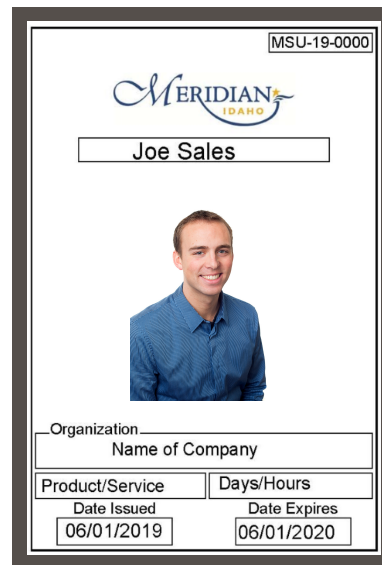 MSU-19-0000
MERIDIAN
IDAHO
Joe Sales
Organization
Name of Company
Product/Service Days/Hours
Date Issued Date Expires
06/01/2019 06/01/2020